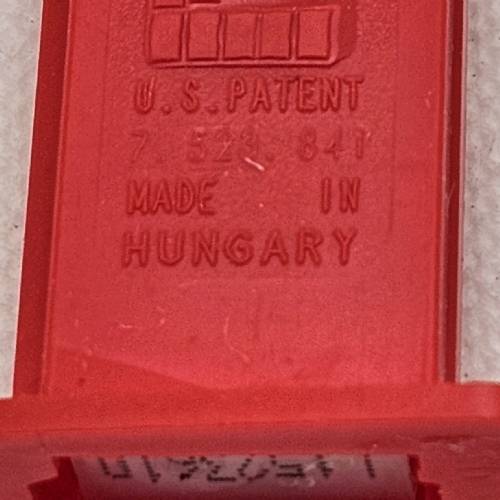 U.S.PATENT
7. 523. 841
MADE IN
HUNGARY